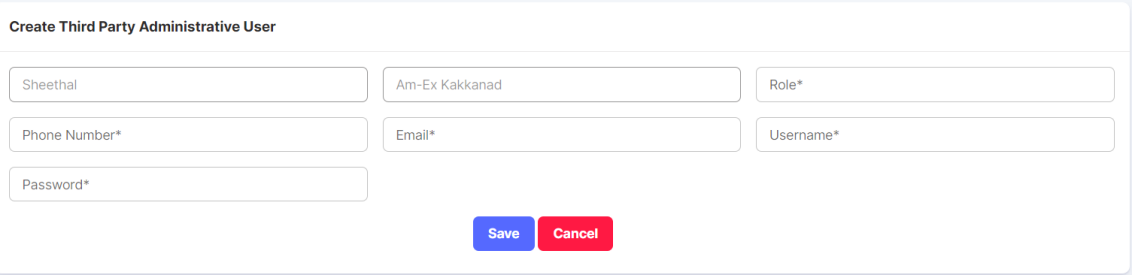 Create Third Party Administrative User
Sheethal Am-Ex Kakkanad Role*
Phone Number* Email* Username*
Password*
Save Cancel